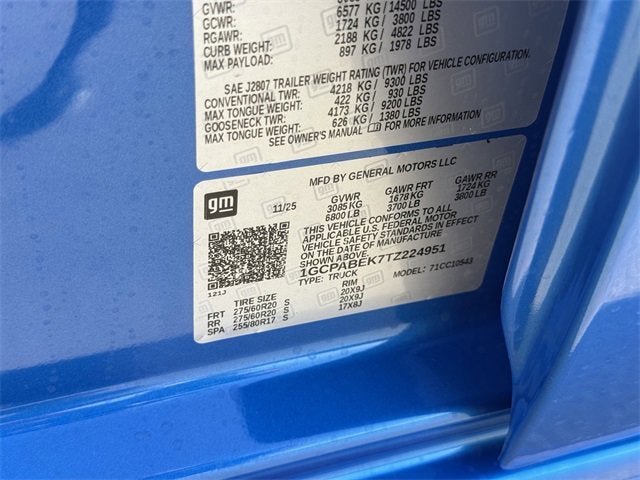 GVWR:
GCWR: 6577 KG / 14500 LBS
RGAWR: 1724 KG / 3800 LBS
CURB WEIGHT: 2188 KG / 4822 LBS
MAX PAYLOAD: 897 KG / 1978 LBS
SAE J2807 TRAILER WEIGHT RATING (TWR) FOR VEHICLE CONFIGURATION.
CONVENTIONAL TWR: 4218 KG / 9300 LBS
MAX TONGUE WEIGHT: 422 KG / 930 LBS
GOOSENECK TWR: 4173 KG / 9200 LBS
MAX TONGUE WEIGHT: 626 KG / 1380 LBS
SEE OWNER'S MANUAL FOR MORE INFORMATION
gm
MFD BY GENERAL MOTORS LLC
11/25 GVWR GAWR FRT GAWR RR
3085 KG 1678 KG 1724 KG
6800 LB 3700 LB 3800 LB
THIS VEHICLE CONFORMS TO ALL
APPLICABLE FEDERAL MOTOR VEHICLE
SAFETY STANDARDS IN EFFECT
ON THE DATE OF MANUFACTURE
1GCPABEK7TZ224951
121J TYPE: TRUCK MODEL: 71CC10543
TIRE SIZE RIM
FRT 275/60R20 S 20X9J
RR 275/60R20 S 20X9J
SPA 255/80R17 S 17X8J